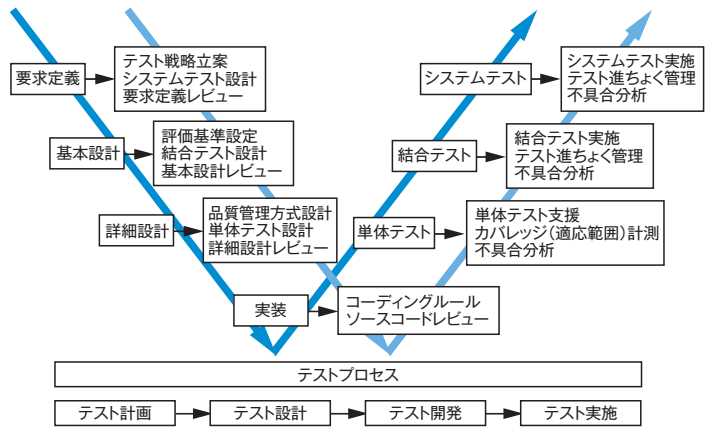 要求定義
テスト戦略立案
システムテスト設計
要求定義レビュー
システムテスト
システムテスト実施
テスト進ちょく管理
不具合分析
基本設計
評価基準設定
結合テスト設計
基本設計レビュー
結合テスト
結合テスト実施
テスト進ちょく管理
不具合分析
詳細設計
品質管理方式設計
単体テスト設計
詳細設計レビュー
単体テスト
単体テスト支援
カバレッジ(適応範囲)計測
不具合分析
実装
コーディングルール
ソースコードレビュー
テストプロセス
テスト計画
テスト設計
テスト開発
テスト実施